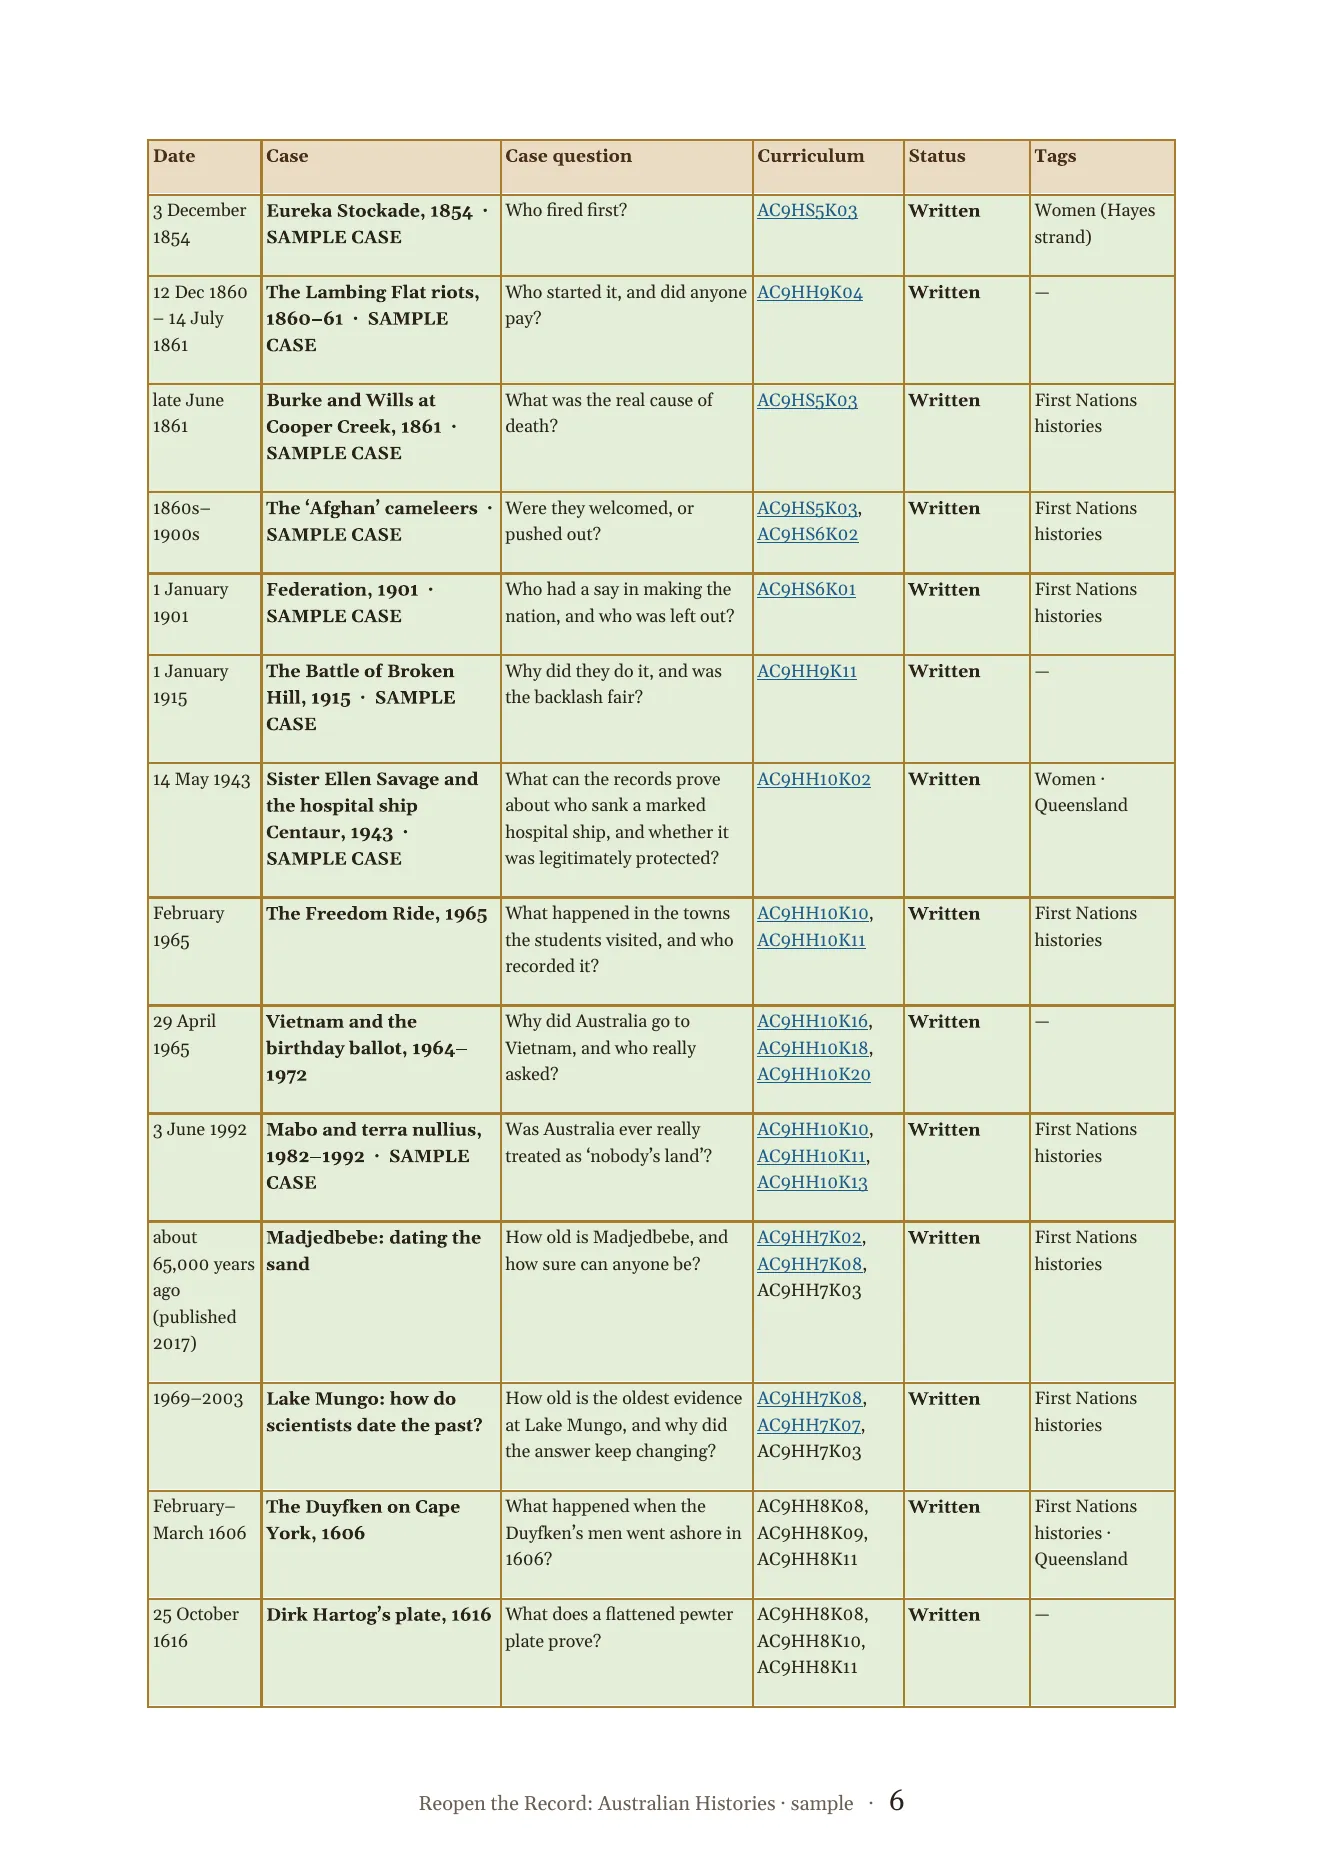 Date Case Case question Curriculum Status Tags
3 December Eureka Stockade, 1854 · Who fired first? AC9HS5K03 Written Women (Hayes
1854 SAMPLE CASE strand)
12 Dec 1860 The Lambing Flat riots, Who started it, and did anyone AC9HH9K04 Written —
– 14 July 1860–61 · SAMPLE pay?
1861 CASE
late June Burke and Wills at What was the real cause of AC9HS5K03 Written First Nations
1861 Cooper Creek, 1861 · death? histories
SAMPLE CASE
1860s– The ‘Afghan’ cameleers · Were they welcomed, or AC9HS5K03, Written First Nations
1900s SAMPLE CASE pushed out? AC9HS6K02 histories
1 January Federation, 1901 · Who had a say in making the AC9HS6K01 Written First Nations
1901 SAMPLE CASE nation, and who was left out? histories
1 January The Battle of Broken Why did they do it, and was AC9HH9K11 Written —
1915 Hill, 1915 · SAMPLE the backlash fair?
CASE
14 May 1943 Sister Ellen Savage and What can the records prove AC9HH10K02 Written Women ·
the hospital ship about who sank a marked Queensland
Centaur, 1943 · hospital ship, and whether it
SAMPLE CASE was legitimately protected?
February The Freedom Ride, 1965 What happened in the towns AC9HH10K10, Written First Nations
1965 the students visited, and who AC9HH10K11 histories
recorded it?
29 April Vietnam and the Why did Australia go to AC9HH10K16, Written —
1965 birthday ballot, 1964– Vietnam, and who really AC9HH10K18,
1972 asked? AC9HH10K20
3 June 1992 Mabo and terra nullius, Was Australia ever really AC9HH10K10, Written First Nations
1982–1992 · SAMPLE treated as ‘nobody’s land’? AC9HH10K11, histories
CASE AC9HH10K13
about Madjedbebe: dating the How old is Madjedbebe, and AC9HH7K02, Written First Nations
65,000 years sand how sure can anyone be? AC9HH7K08, histories
ago AC9HH7K03
(published
2017)
1969–2003 Lake Mungo: how do How old is the oldest evidence AC9HH7K08, Written First Nations
scientists date the past? at Lake Mungo, and why did AC9HH7K07, histories
the answer keep changing? AC9HH7K03
February– The Duyfken on Cape What happened when the AC9HH8K08, Written First Nations
March 1606 York, 1606 Duyfken’s men went ashore in AC9HH8K09, histories ·
1606? AC9HH8K11 Queensland
25 October Dirk Hartog’s plate, 1616 What does a flattened pewter AC9HH8K08, Written —
1616 plate prove? AC9HH8K10,
AC9HH8K11
Reopen the Record: Australian Histories · sample · 6